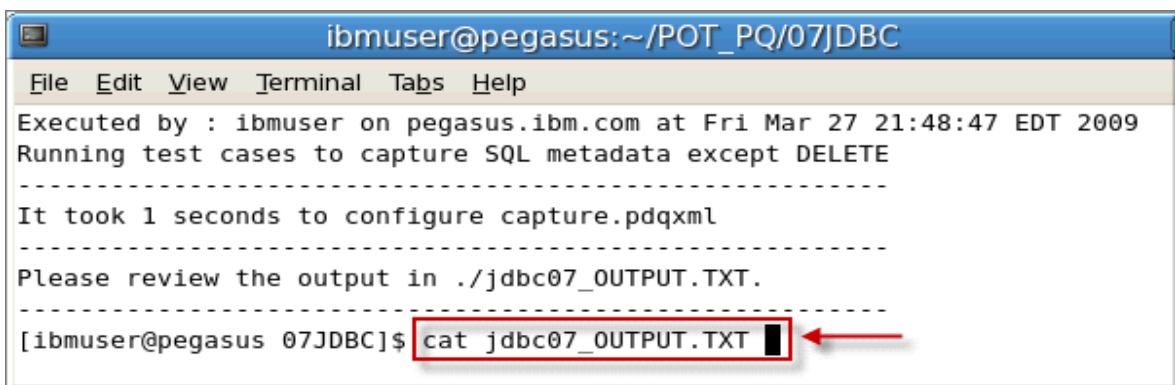 ibmuser@pegasus:~/POT_PQ/07JDBC
File Edit View Terminal Tabs Help
Executed by : ibmuser on pegasus.ibm.com at Fri Mar 27 21:48:47 EDT 2009
Running test cases to capture SQL metadata except DELETE
--------------------------------------------------------
It took 1 seconds to configure capture.pdqxml
--------------------------------------------------------
Please review the output in ./jdbc07_OUTPUT.TXT.
--------------------------------------------------------
[ibmuser@pegasus 07JDBC]$ cat jdbc07_OUTPUT.TXT